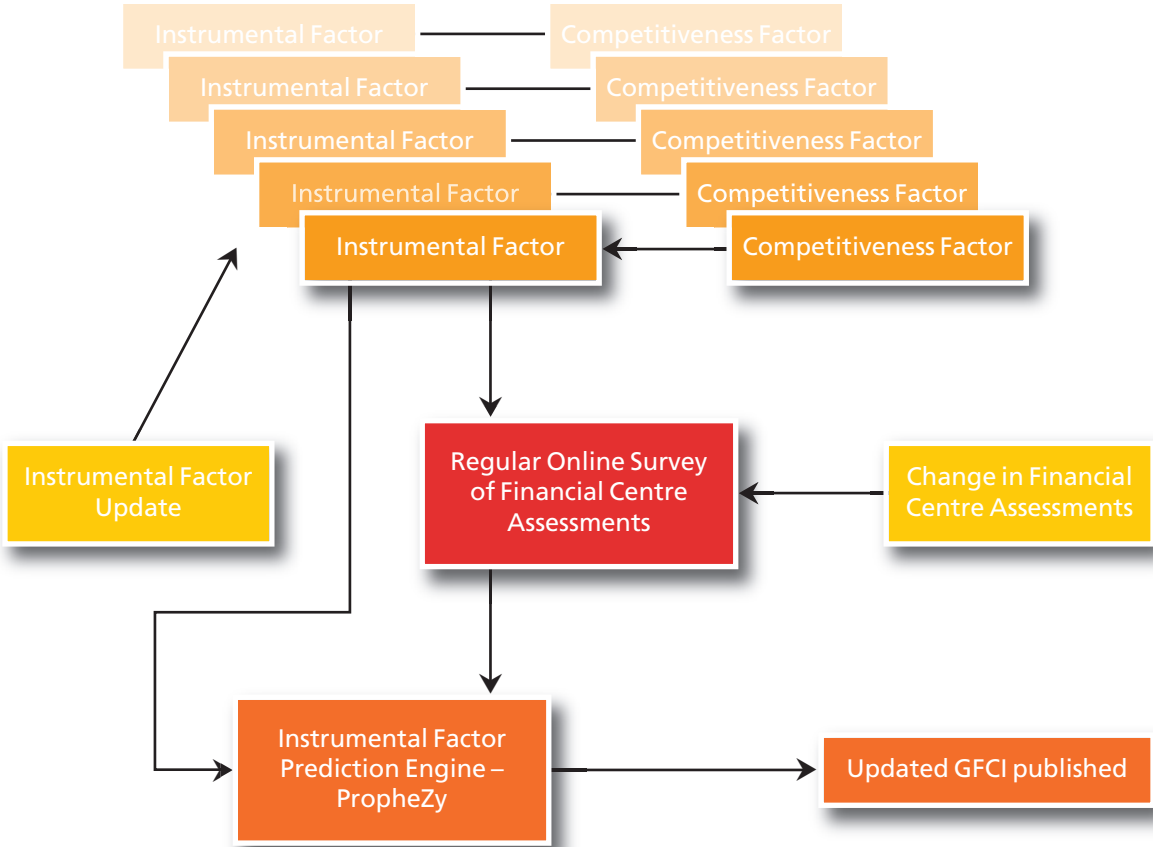 Instrumental Factor
Competitiveness Factor
Instrumental Factor
Competitiveness Factor
Instrumental Factor
Competitiveness Factor
Instrumental Factor
Competitiveness Factor
Instrumental Factor
Competitiveness Factor
Instrumental Factor
Update
Regular Online Survey
of Financial Centre
Assessments
Change in Financial
Centre Assessments
Instrumental Factor
Prediction Engine –
PropheZy
Updated GFCI published